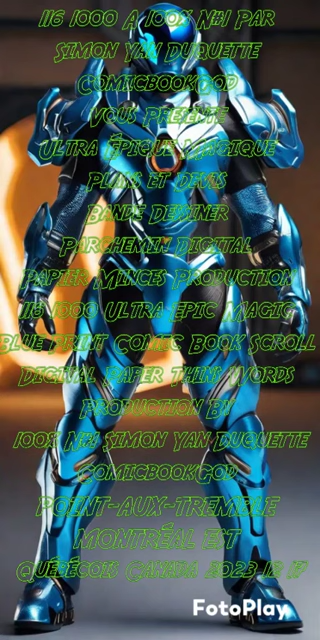 116 1000 A 100% N#1 Par
Simon Yan Duquette
ComicbookGod
Vous Présente
Ultra Épique Magique
Plans et Devis
Bande Dessiner
Parchemin Digital
Papier Minces Production
116 1000 Ultra Epic Magic
Blue Print Comic Book Scroll
Digital Paper Thin Words
Production By
100% N#1 Simon Yan Duquette
ComicbookGod
Point-aux-Tremble
Montréal Est
Québécois Canada 2023 12 17
FotoPlay